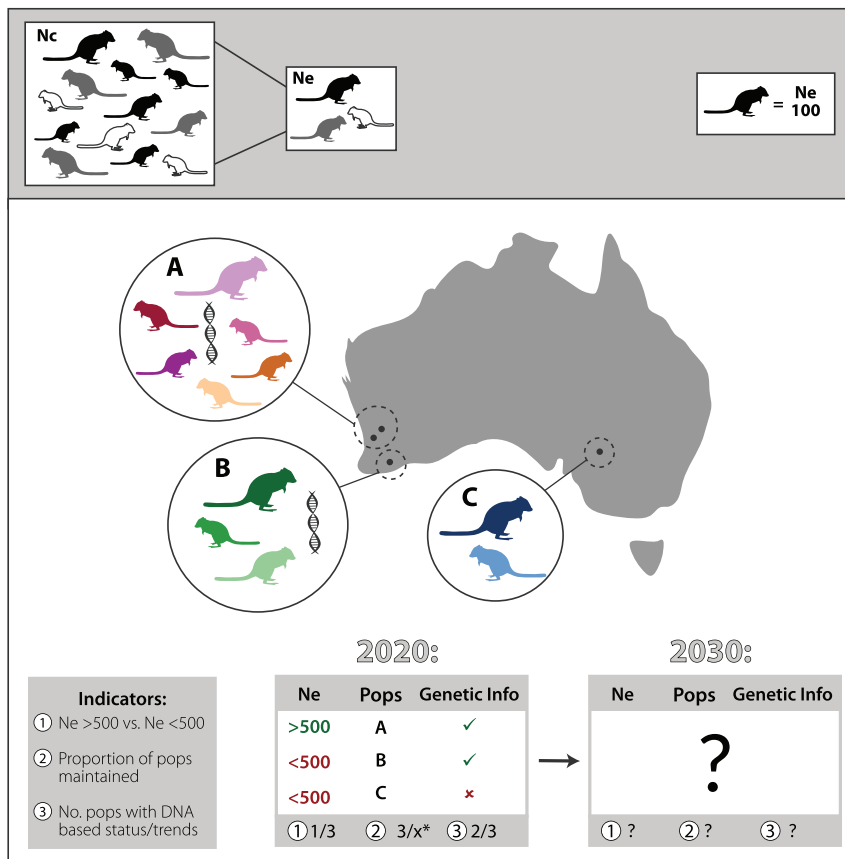 Nc
Ne
= Ne
100
A
B
C
2020:
2030:
Indicators:
① Ne >500 vs. Ne <500
② Proportion of pops
maintained
③ No. pops with DNA
based status/trends
Ne Pops Genetic Info
>500 A ✓
<500 B ✓
<500 C ✘
① 1/3 ② 3/x* ③ 2/3
Ne Pops Genetic Info
?
① ? ② ? ③ ?